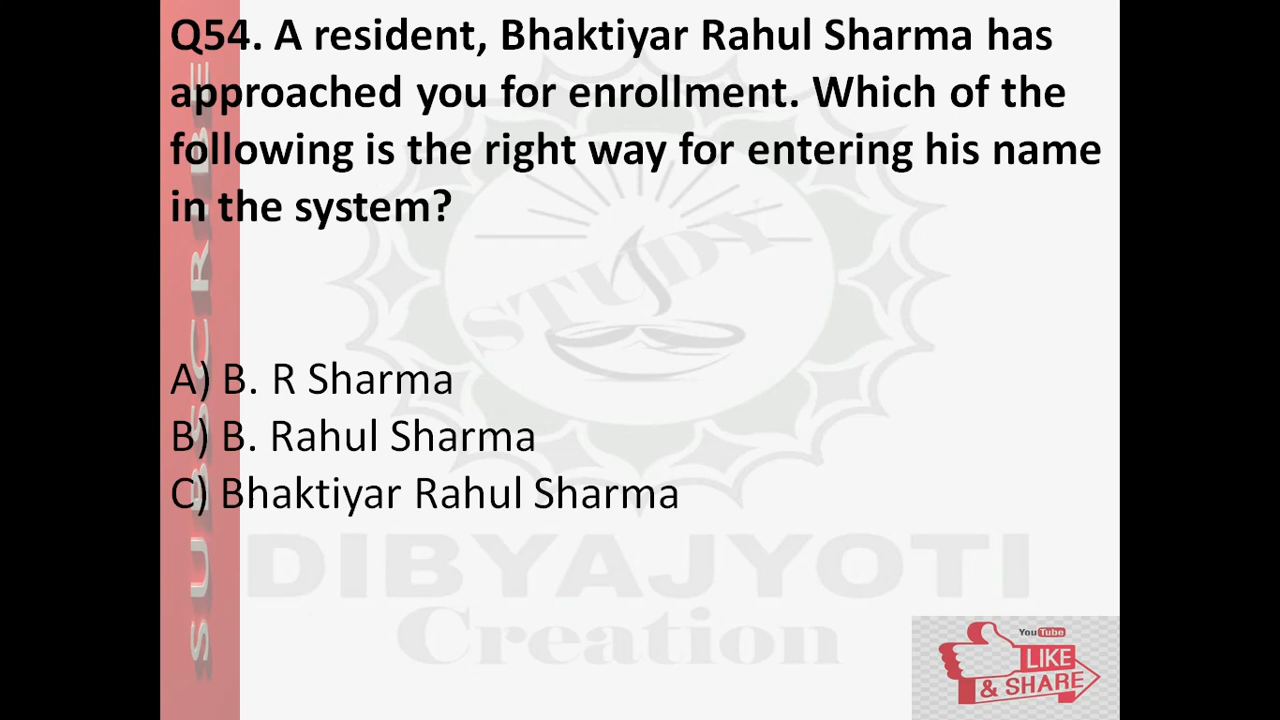 Q54. A resident, Bhaktiyar Rahul Sharma has
approached you for enrollment. Which of the
following is the right way for entering his name
in the system?
A) B. R Sharma
B) B. Rahul Sharma
C) Bhaktiyar Rahul Sharma
SUBSCRIBE
STUDY
DIBYAJYOTI
Creation
YouTube
LIKE
& SHARE